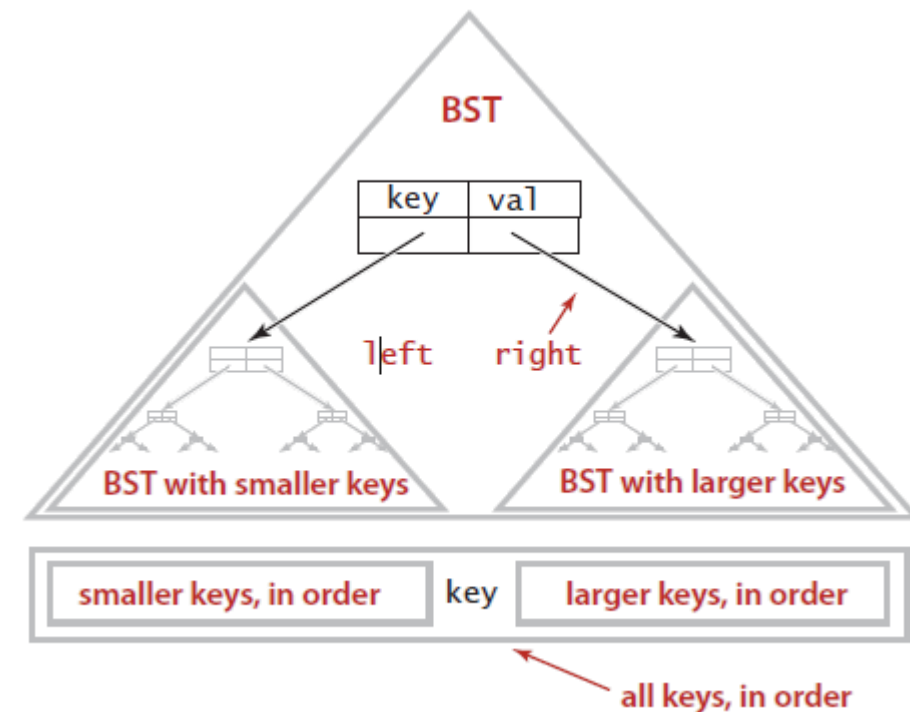 BST
key val
left right
BST with smaller keys BST with larger keys
smaller keys, in order key larger keys, in order
all keys, in order